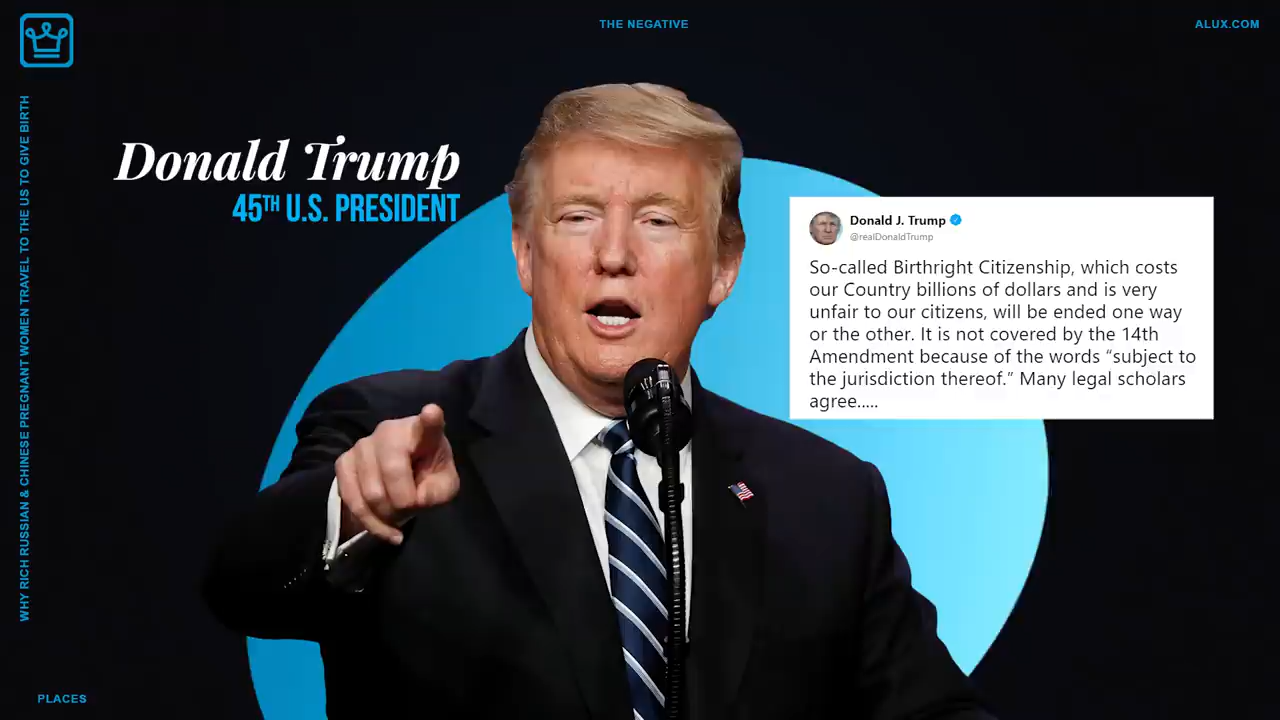 THE NEGATIVE
ALUX.COM
WHY RICH RUSSIAN & CHINESE PREGNANT WOMEN TRAVEL TO THE US TO GIVE BIRTH
Donald Trump
45TH U.S. PRESIDENT
Donald J. Trump
@realDonaldTrump
So-called Birthright Citizenship, which costs
our Country billions of dollars and is very
unfair to our citizens, will be ended one way
or the other. It is not covered by the 14th
Amendment because of the words “subject to
the jurisdiction thereof.” Many legal scholars
agree.....
PLACES